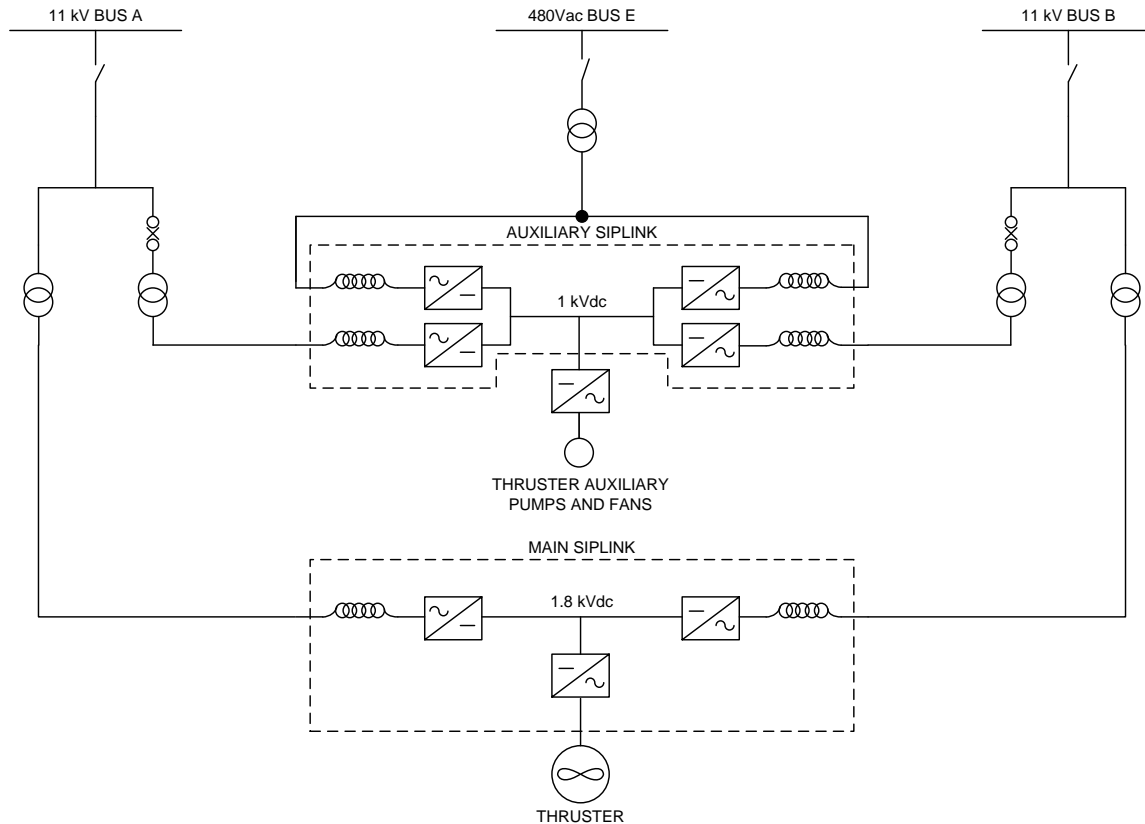 11 kV BUS A
480Vac BUS E
11 kV BUS B
AUXILIARY SIPLINK
1 kVdc
THRUSTER AUXILIARY
PUMPS AND FANS
MAIN SIPLINK
1.8 kVdc
THRUSTER